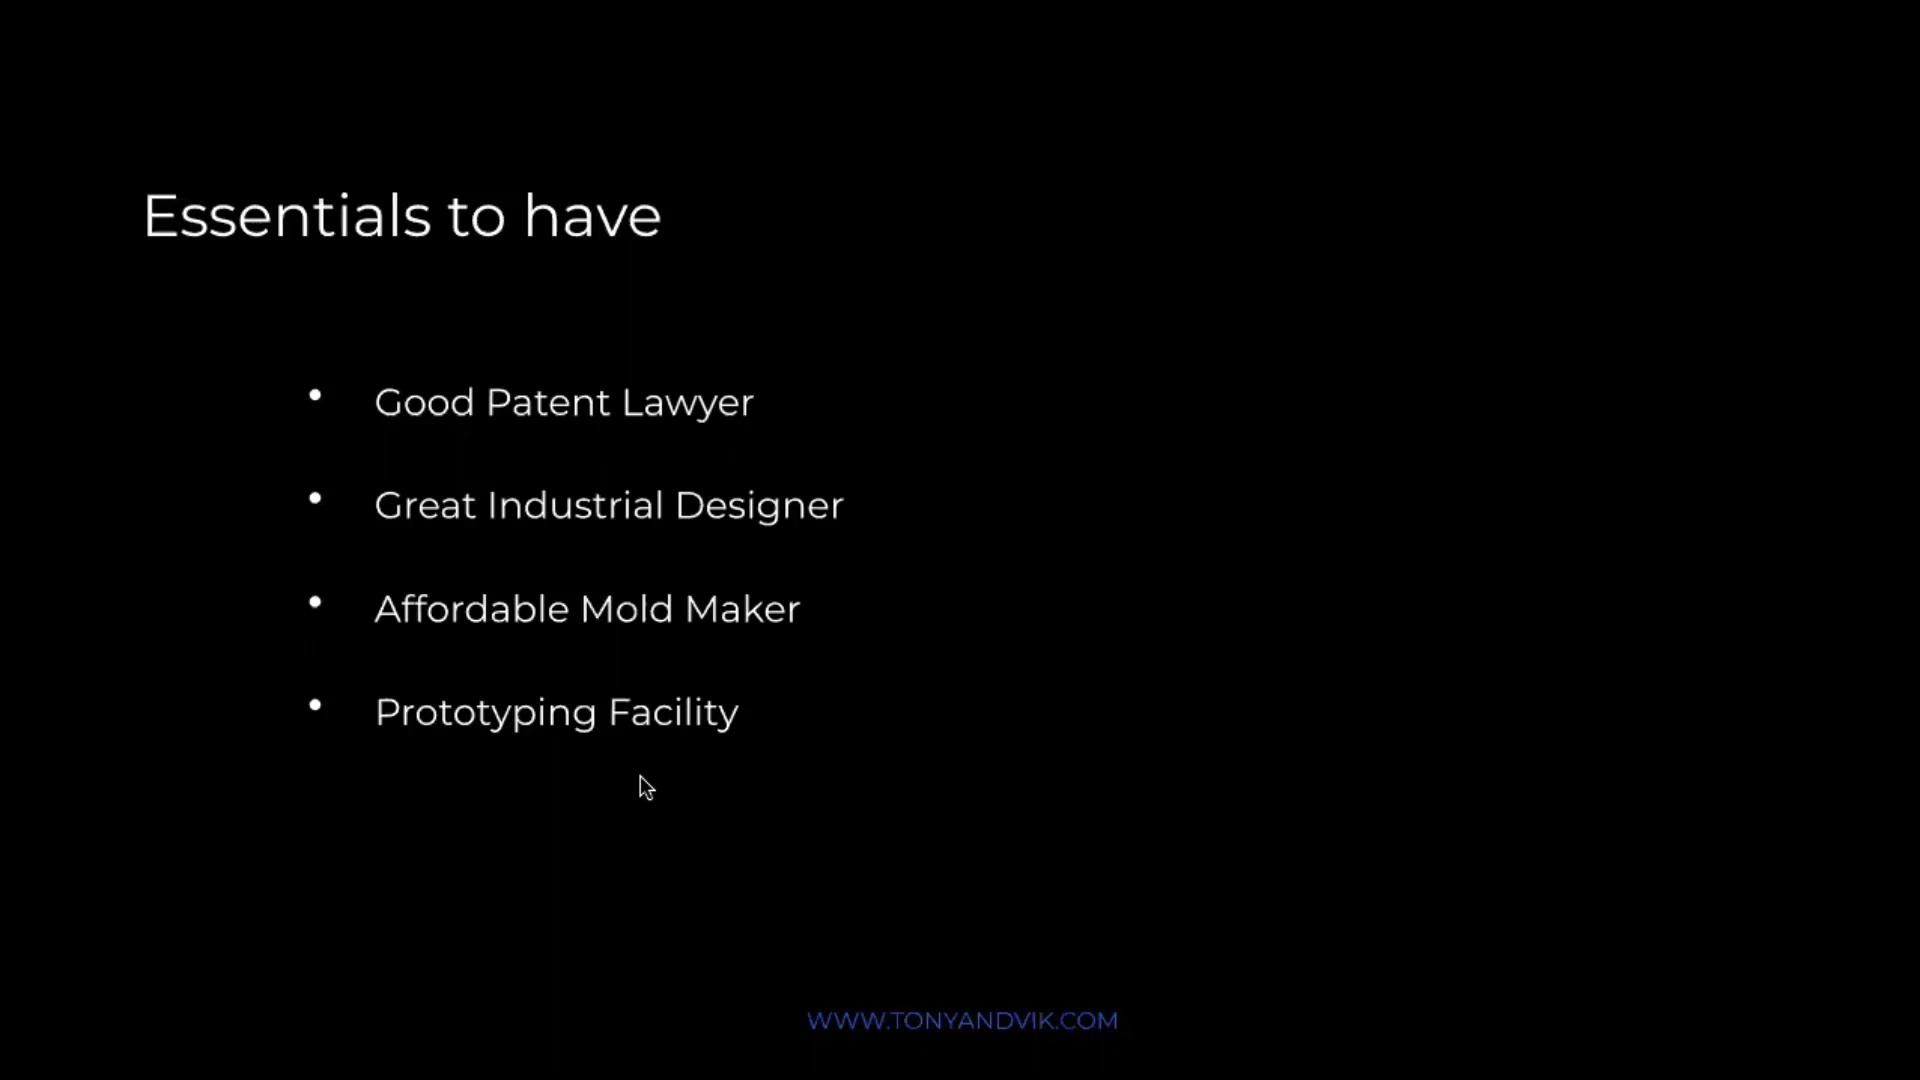 Essentials to have
• Good Patent Lawyer
• Great Industrial Designer
• Affordable Mold Maker
• Prototyping Facility
WWW.TONYANDVIK.COM